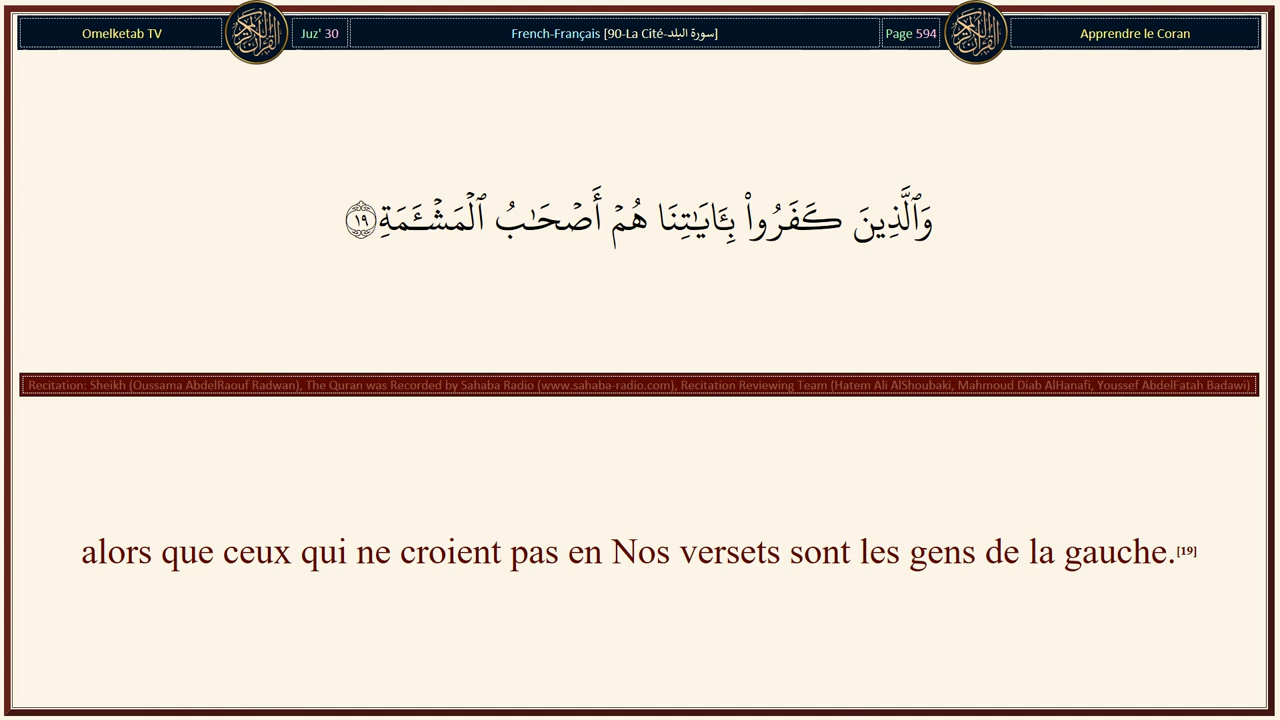 Omelketab TV
Juz' 30
French-Français [90-La Cité-سورة البلد]
Page 594
Apprendre le Coran
وَٱلَّذِينَ كَفَرُواْ بِـَٔايَٰتِنَا هُمۡ أَصۡحَٰبُ ٱلۡمَشۡـَٔمَةِ ١٩
Recitation: Sheikh (Oussama AbdelRaouf Radwan), The Quran was Recorded by Sahaba Radio (www.sahaba-radio.com), Recitation Reviewing Team (Hatem Ali AlShoubaki, Mahmoud Diab AlHanafi, Youssef AbdelFatah Badawi)
alors que ceux qui ne croient pas en Nos versets sont les gens de la gauche.[19]